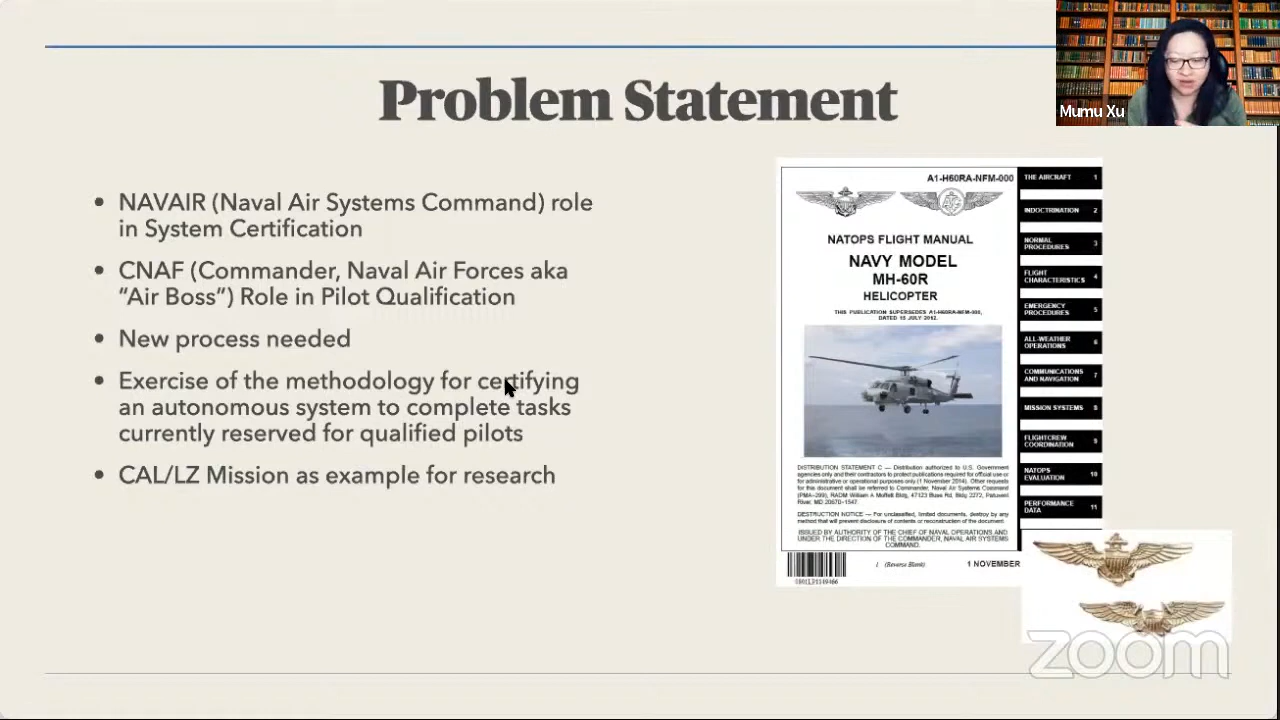 Problem Statement
Mumu Xu
• NAVAIR (Naval Air Systems Command) role
in System Certification
• CNAF (Commander, Naval Air Forces aka
“Air Boss”) Role in Pilot Qualification
• New process needed
• Exercise of the methodology for certifying
an autonomous system to complete tasks
currently reserved for qualified pilots
• CAL/LZ Mission as example for research
A1-H60RA-NFM-000
NATOPS FLIGHT MANUAL
NAVY MODEL
MH-60R
HELICOPTER
THIS PUBLICATION SUPERSEDES A1-H60RA-NFM-000,
DATED 15 JULY 2012.
DISTRIBUTION STATEMENT C — Distribution authorized to U.S. Government
agencies only and their contractors to protect publications required for official use or
for administrative or operational purposes only (1 November 2014). Other requests
for this document shall be referred to Commander, Naval Air Systems Command
(PMA-299), RADM William A Moffett Bldg, 47123 Buse Rd, Bldg 2272, Patuxent
River, MD 20670-1547.
DESTRUCTION NOTICE — For unclassified, limited documents, destroy by any
method that will prevent disclosure of contents or reconstruction of the document.
ISSUED BY AUTHORITY OF THE CHIEF OF NAVAL OPERATIONS AND
UNDER THE DIRECTION OF THE COMMANDER, NAVAL AIR SYSTEMS
COMMAND.
(Reverse Blank)
1 NOVEMBER
THE AIRCRAFT 1
INDOCTRINATION 2
NORMAL
PROCEDURES 3
FLIGHT
CHARACTERISTICS 4
EMERGENCY
PROCEDURES 5
ALL-WEATHER
OPERATIONS 6
COMMUNICATIONS
AND NAVIGATION 7
MISSION SYSTEMS 8
FLIGHTCREW
COORDINATION 9
NATOPS
EVALUATION 10
PERFORMANCE
DATA 11
zoom